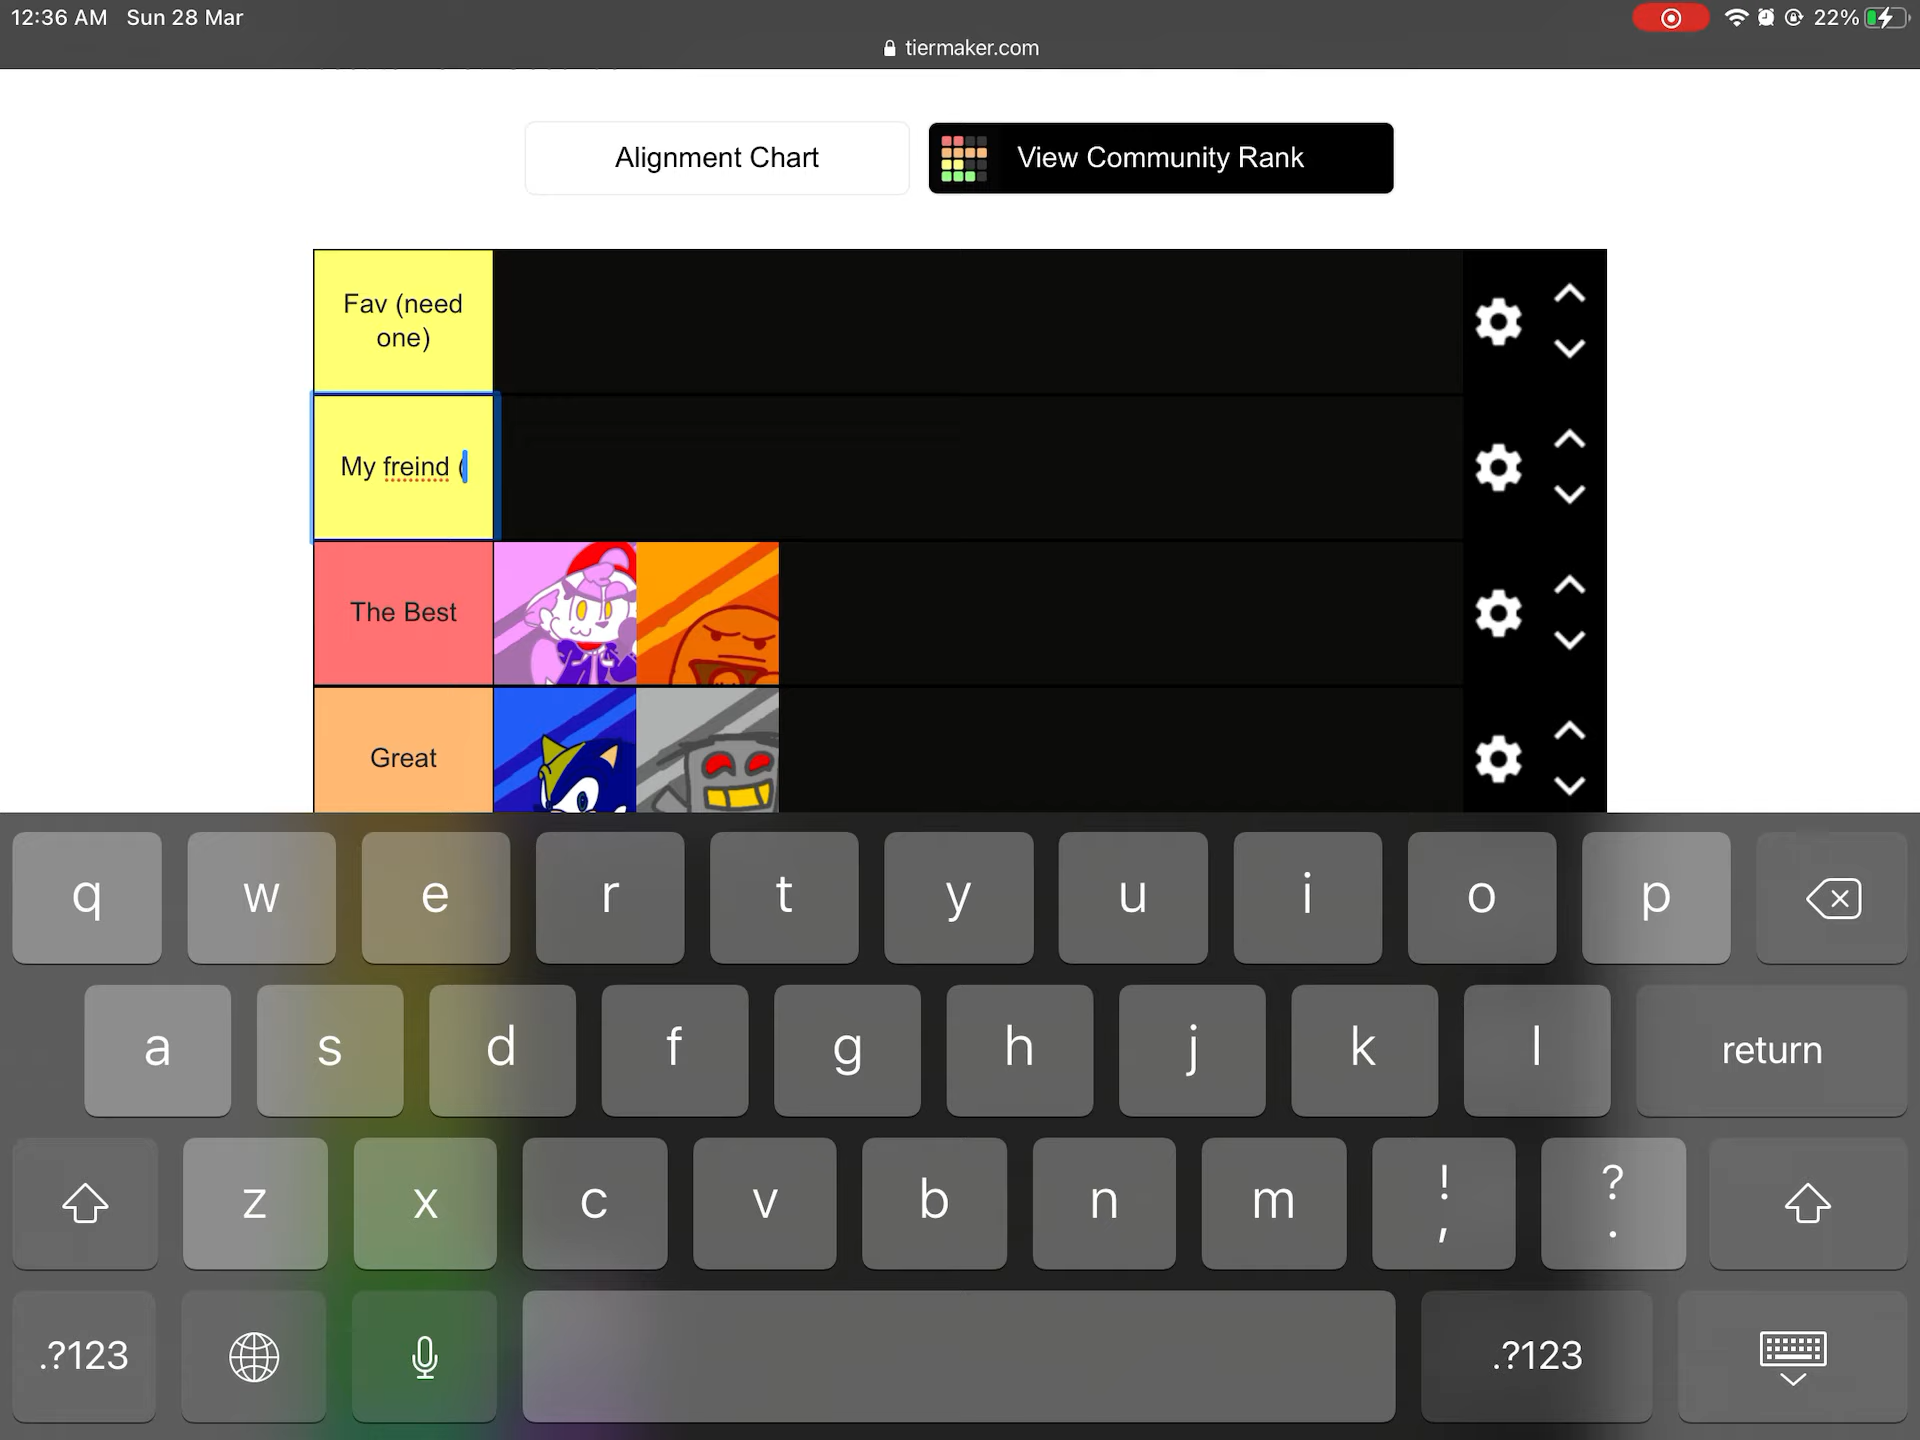 12:36 AM Sun 28 Mar
22%
tiermaker.com
Alignment Chart
View Community Rank
Fav (need
one)
My freind (
The Best
Great
q w e r t y u i o p
a s d f g h j k l return
z x c v b n m ! , ? .
.?123 .?123